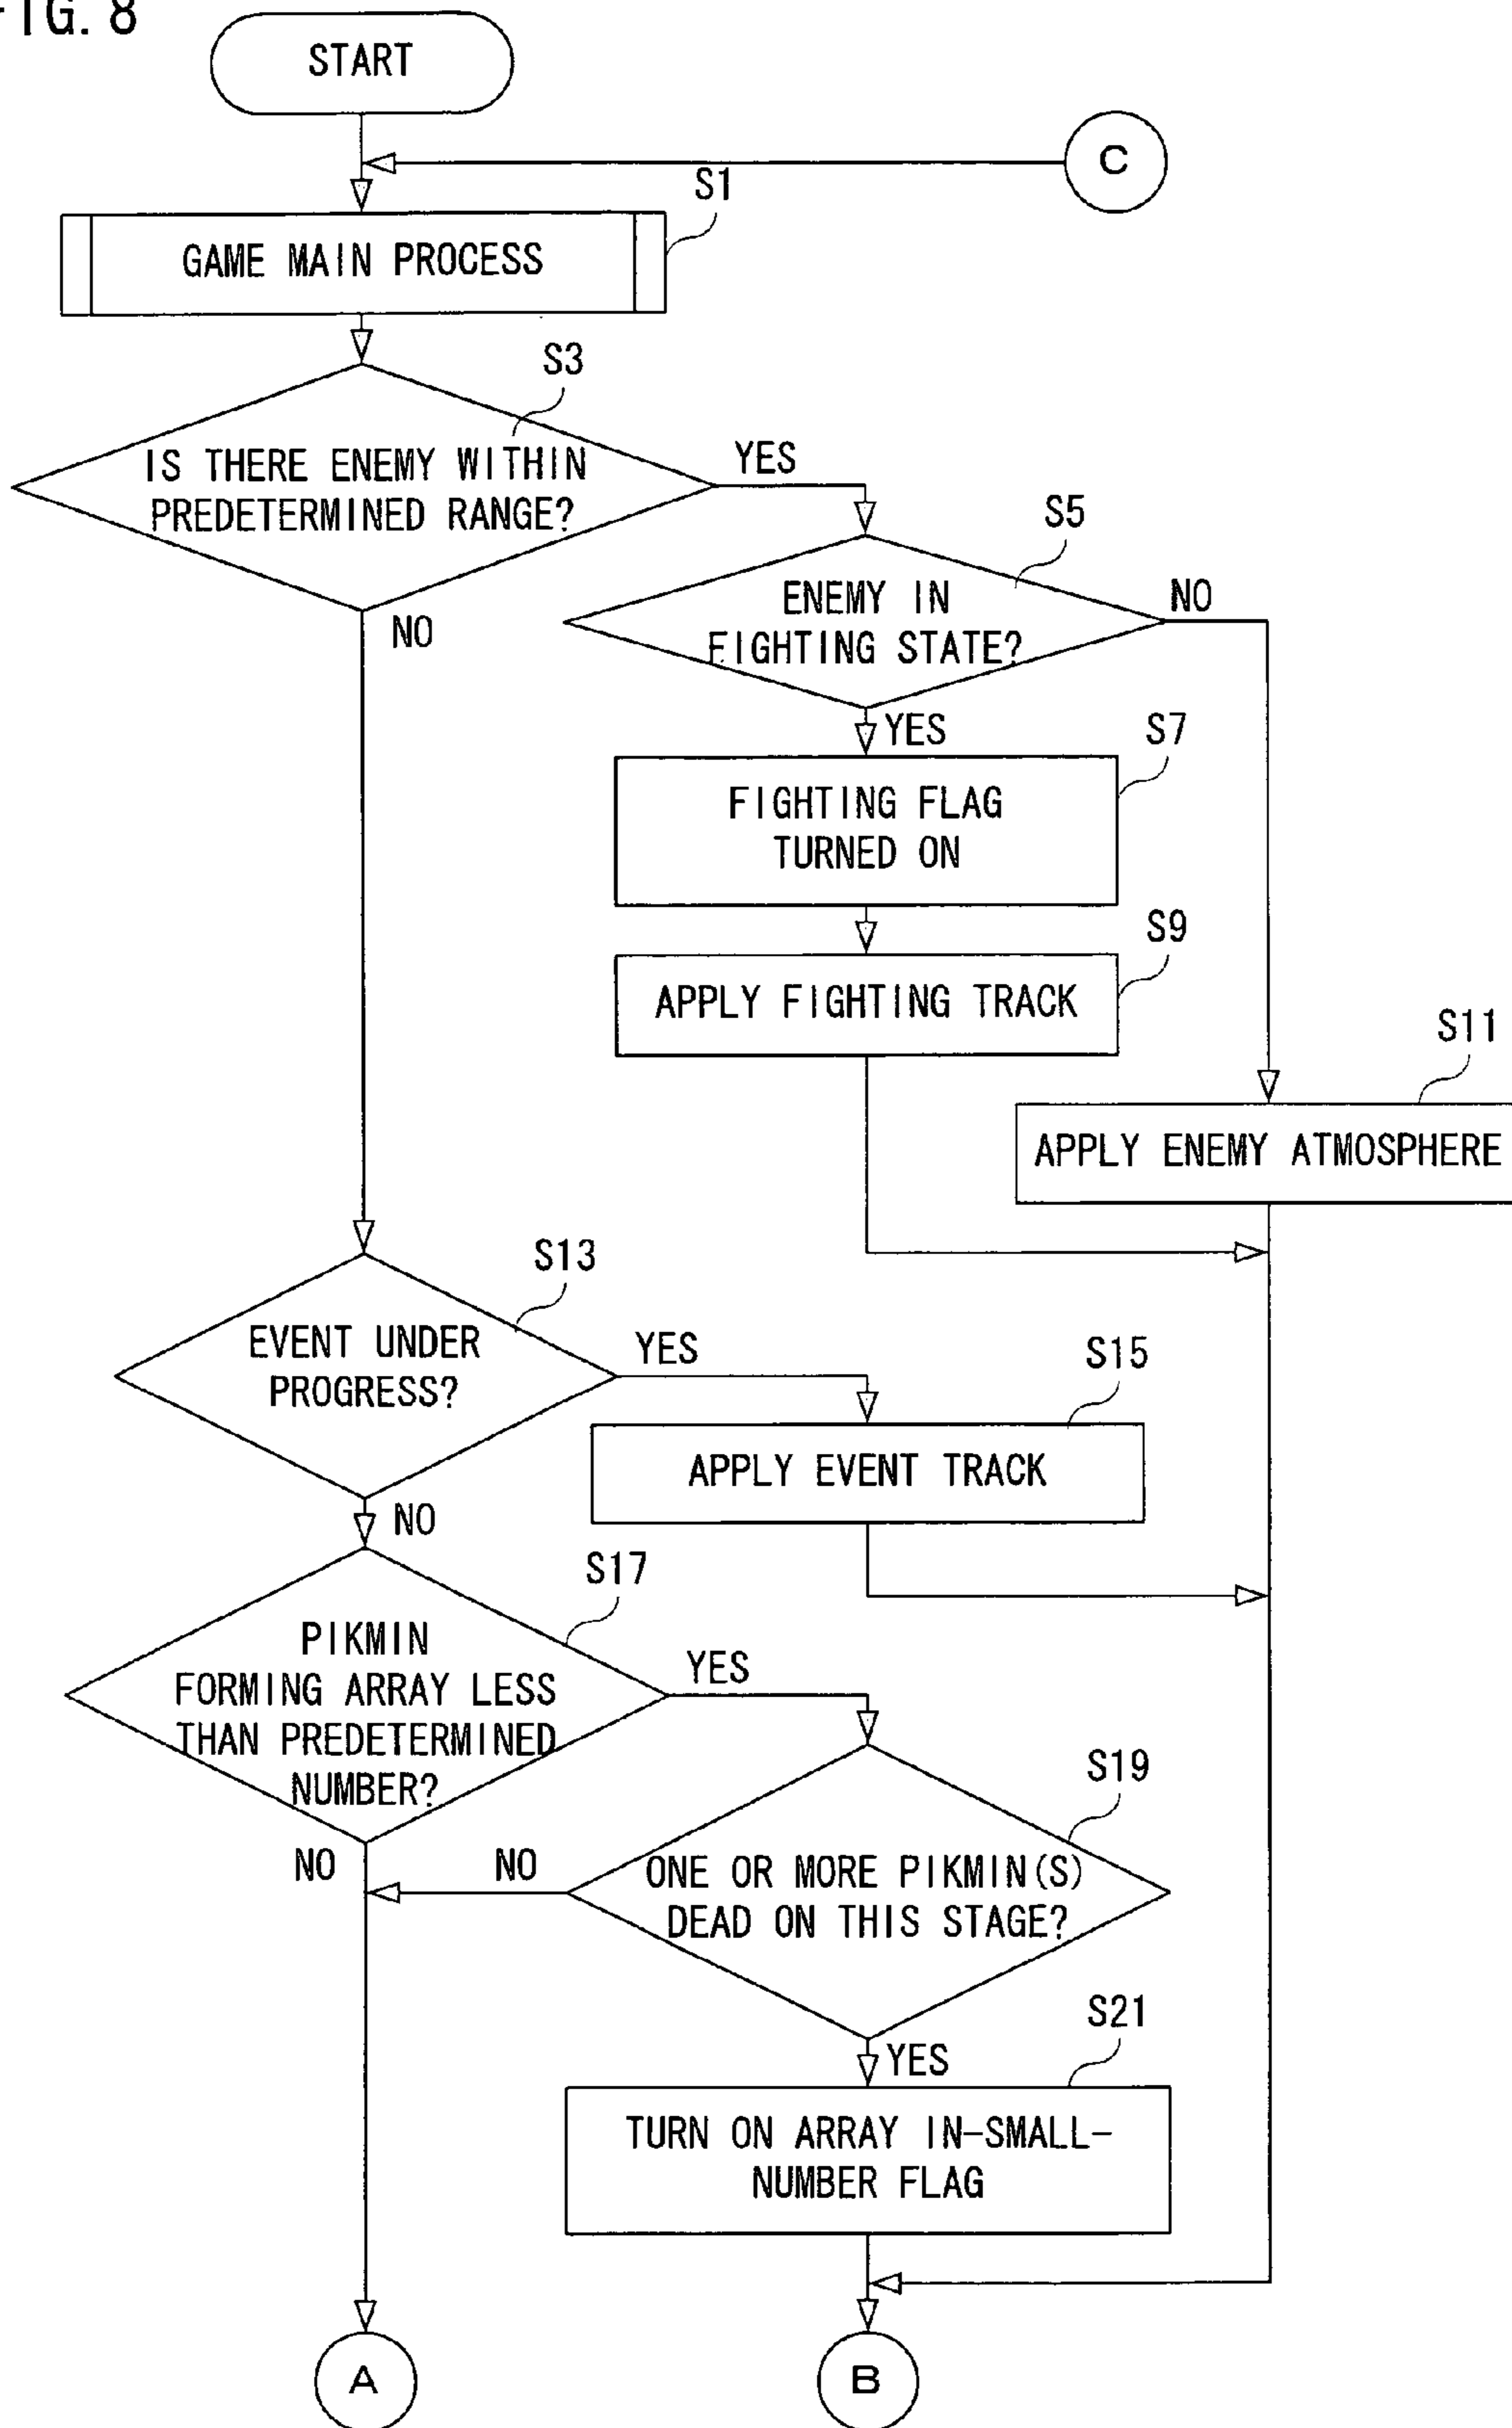 FIG. 8
START
C
S1
GAME MAIN PROCESS
S3
IS THERE ENEMY WITHIN
PREDETERMINED RANGE?
YES
NO
S5
ENEMY IN
FIGHTING STATE?
NO
YES
S7
FIGHTING FLAG
TURNED ON
S9
APPLY FIGHTING TRACK
S11
APPLY ENEMY ATMOSPHERE
S13
EVENT UNDER
PROGRESS?
YES
S15
APPLY EVENT TRACK
NO
S17
PIKMIN
FORMING ARRAY LESS
THAN PREDETERMINED
NUMBER?
YES
NO
S19
ONE OR MORE PIKMIN(S)
DEAD ON THIS STAGE?
NO
YES
S21
TURN ON ARRAY IN-SMALL-
NUMBER FLAG
A
B